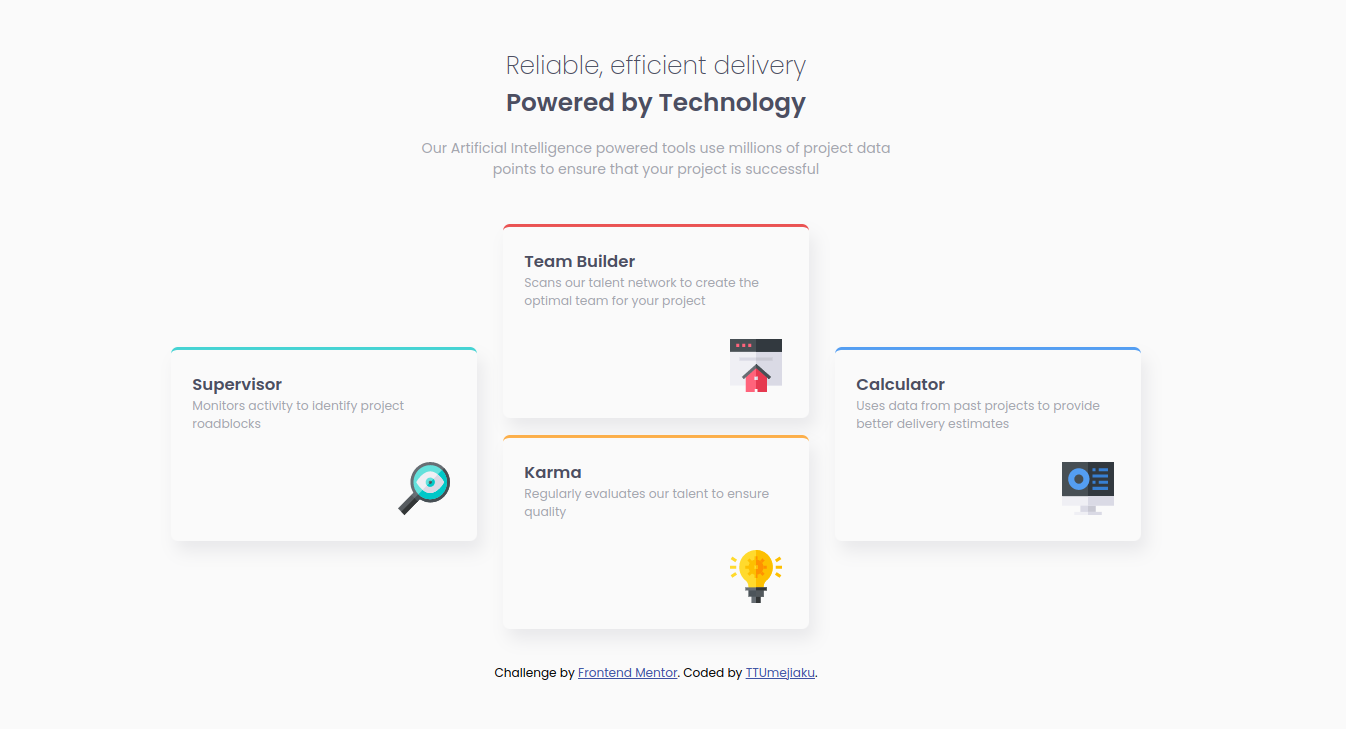 Reliable, efficient delivery
Powered by Technology
Our Artificial Intelligence powered tools use millions of project data
points to ensure that your project is successful
Supervisor
Monitors activity to identify project
roadblocks
Team Builder
Scans our talent network to create the
optimal team for your project
Karma
Regularly evaluates our talent to ensure
quality
Calculator
Uses data from past projects to provide
better delivery estimates
Challenge by Frontend Mentor. Coded by TTUmejiaku.